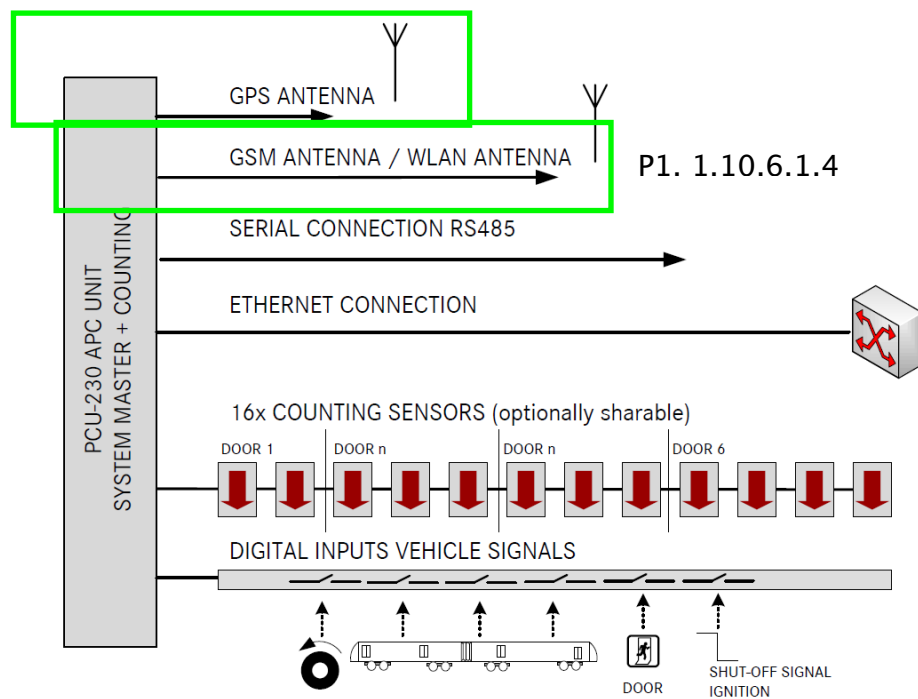 GPS ANTENNA
GSM ANTENNA / WLAN ANTENNA
P1. 1.10.6.1.4
SERIAL CONNECTION RS485
ETHERNET CONNECTION
PCU-230 APC UNIT
SYSTEM MASTER + COUNTING
16x COUNTING SENSORS (optionally sharable)
DOOR 1 DOOR n DOOR n DOOR 6
DIGITAL INPUTS VEHICLE SIGNALS
DOOR
SHUT-OFF SIGNAL
IGNITION